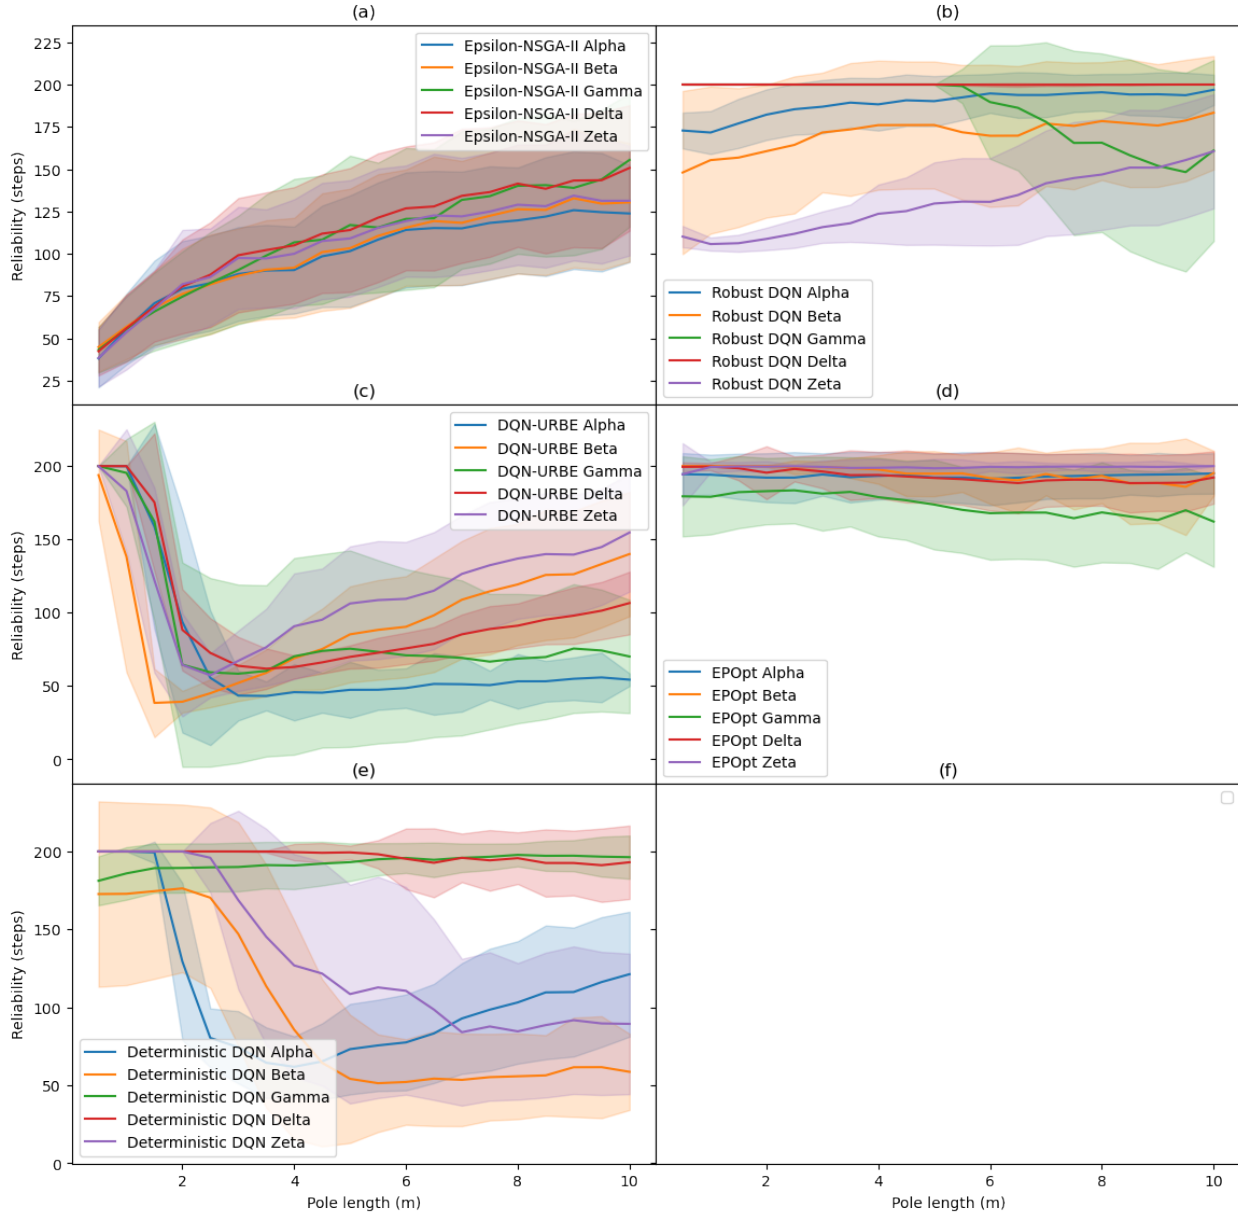 (a)
(b)
225
200
175
150
125
100
75
50
25
Reliability (steps)
Epsilon-NSGA-II Alpha
Epsilon-NSGA-II Beta
Epsilon-NSGA-II Gamma
Epsilon-NSGA-II Delta
Epsilon-NSGA-II Zeta
Robust DQN Alpha
Robust DQN Beta
Robust DQN Gamma
Robust DQN Delta
Robust DQN Zeta
(c)
(d)
200
150
100
50
0
Reliability (steps)
DQN-URBE Alpha
DQN-URBE Beta
DQN-URBE Gamma
DQN-URBE Delta
DQN-URBE Zeta
EPOpt Alpha
EPOpt Beta
EPOpt Gamma
EPOpt Delta
EPOpt Zeta
(e)
(f)
200
150
100
50
0
Reliability (steps)
Deterministic DQN Alpha
Deterministic DQN Beta
Deterministic DQN Gamma
Deterministic DQN Delta
Deterministic DQN Zeta
2 4 6 8 10
Pole length (m)
2 4 6 8 10
Pole length (m)